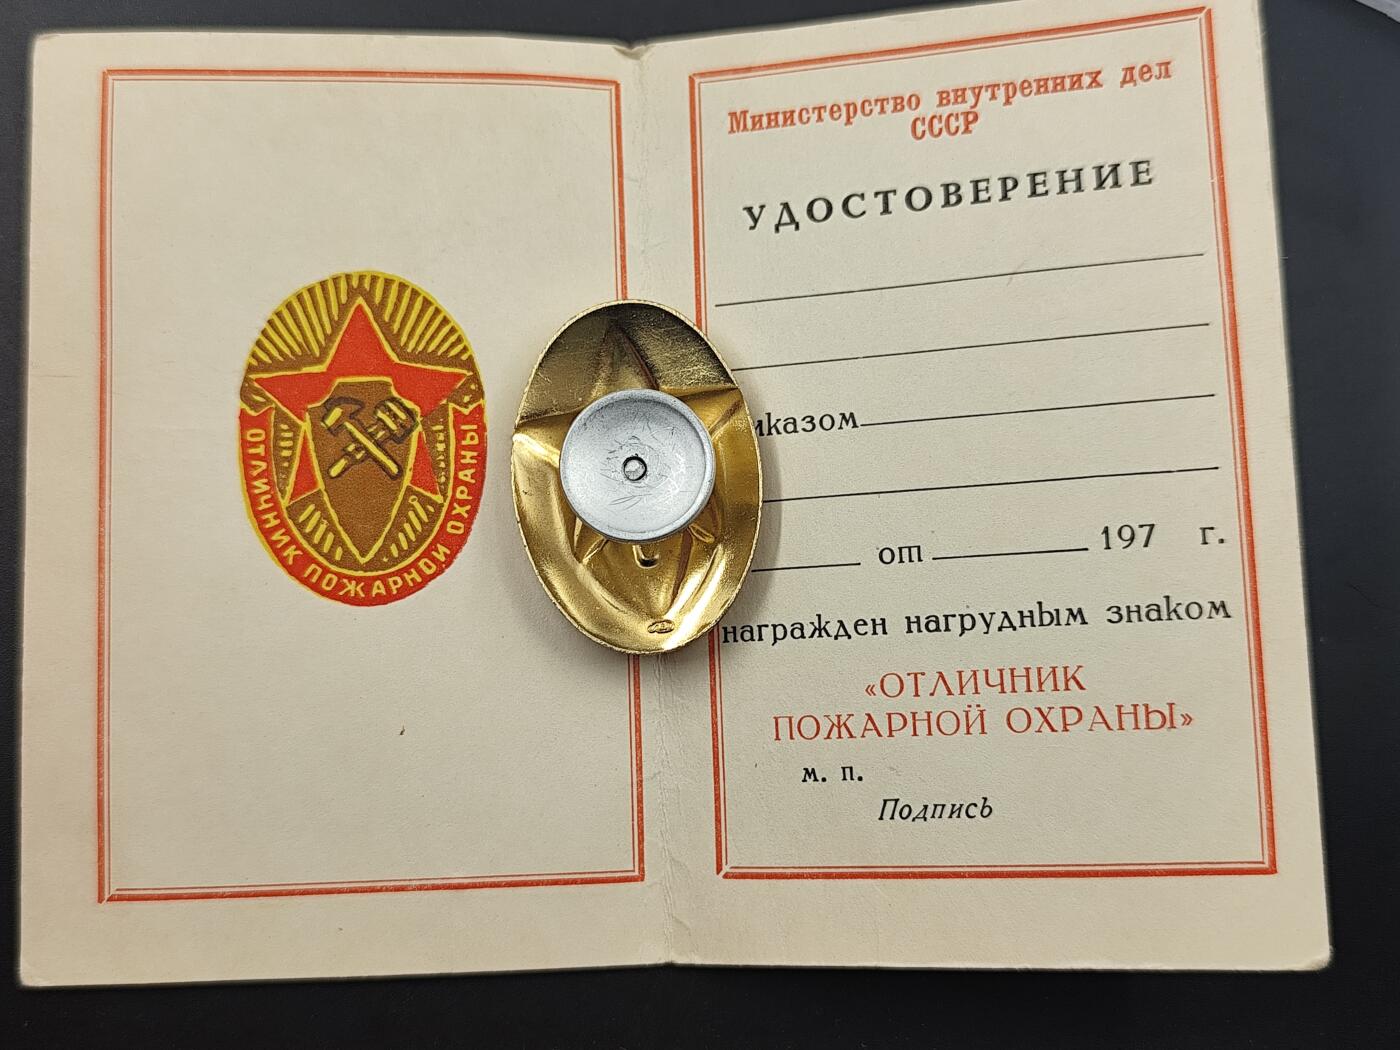 ОТЛИЧНИК ПОЖАРНОЙ ОХРАНЫ
Министерство внутренних дел
СССР
УДОСТОВЕРЕНИЕ
иказом
от 197 г.
награжден нагрудным знаком
«ОТЛИЧНИК
ПОЖАРНОЙ ОХРАНЫ»
м. п.
Подпись